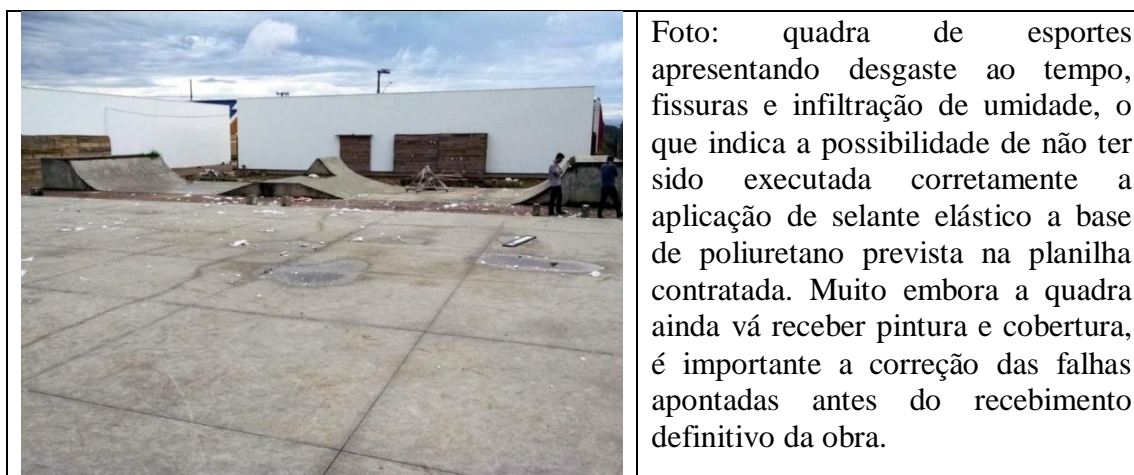 Foto: quadra de esportes
apresentando desgaste ao tempo,
fissuras e infiltração de umidade, o
que indica a possibilidade de não ter
sido executada corretamente a
aplicação de selante elástico a base
de poliuretano prevista na planilha
contratada. Muito embora a quadra
ainda vá receber pintura e cobertura,
é importante a correção das falhas
apontadas antes do recebimento
definitivo da obra.